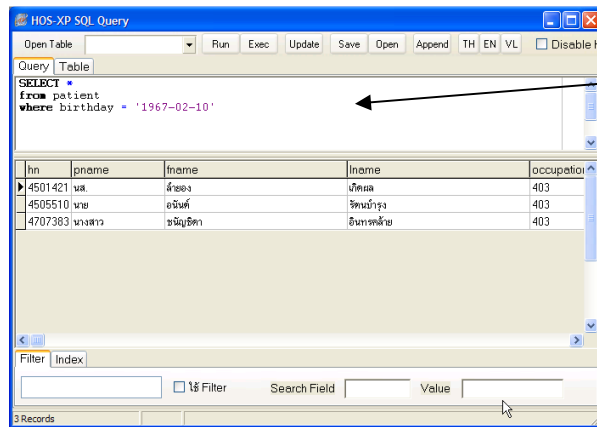 HOS-XP SQL Query
Open Table Run Exec Update Save Open Append TH EN VL Disable
Query Table
SELECT *
from patient
where birthday = '1967-02-10'
hn pname fname lname occupation
4501421 นส. ลำยอง เกิดผล 403
4505510 นาย อนันต์ รัตนบำรุง 403
4707383 นางสาว ชนัญชิดา อินทรคล้าย 403
Filter Index
ใช้ Filter Search Field Value
3 Records